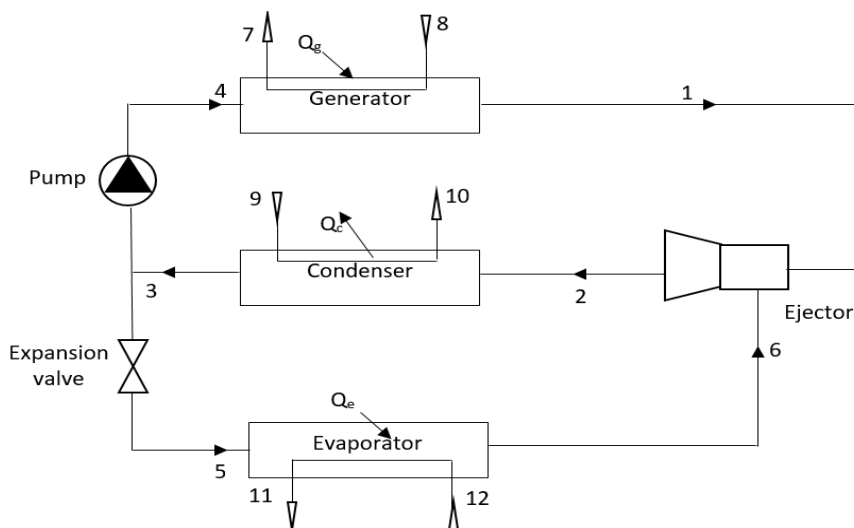 7
8
Qg
4
Generator
1
Pump
9
10
Qc
Condenser
3
2
Ejector
Expansion
valve
6
Qe
Evaporator
5
11
12